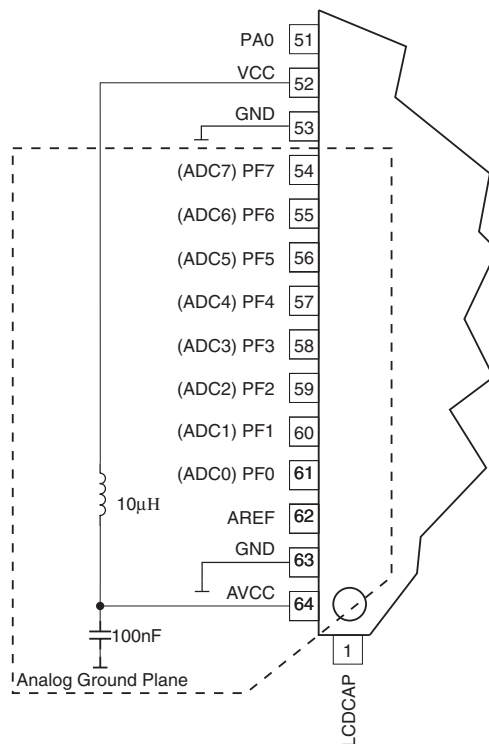 PA0 51
VCC 52
GND 53
(ADC7) PF7 54
(ADC6) PF6 55
(ADC5) PF5 56
(ADC4) PF4 57
(ADC3) PF3 58
(ADC2) PF2 59
(ADC1) PF1 60
(ADC0) PF0 61
10μH
AREF 62
GND 63
AVCC 64
100nF
1
Analog Ground Plane
LCDCAP